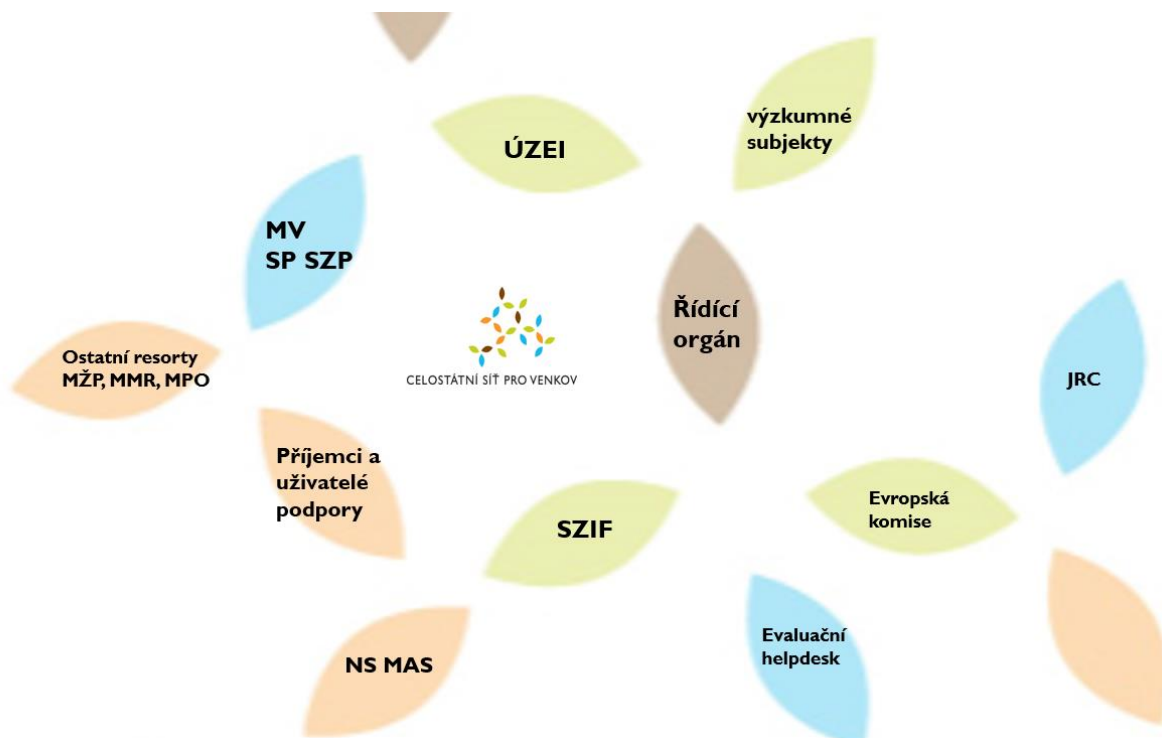 výzkumné
subjekty
ÚZEI
MV
SP SZP
Řídící
orgán
Ostatní resorty
MŽP, MMR, MPO
CELOSTÁTNÍ SÍŤ PRO VENKOV
JRC
Příjemci a
uživatelé
podpory
Evropská
komise
SZIF
Evaluační
helpdesk
NS MAS